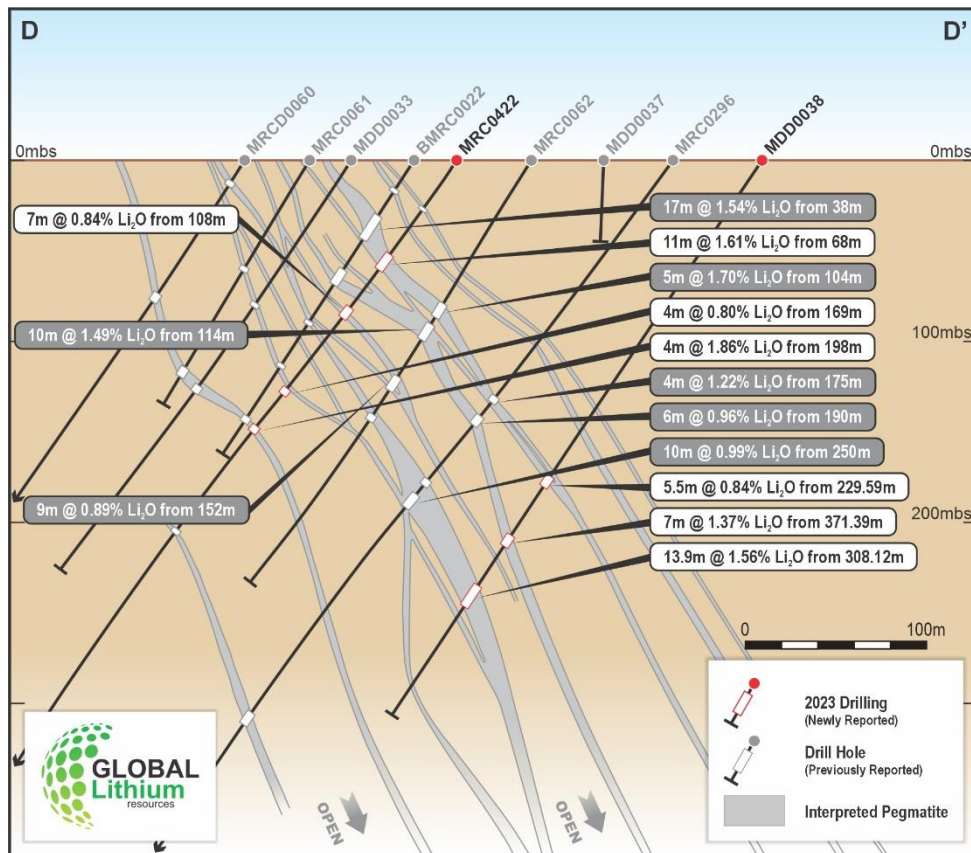 D
D'
MRCD0060
MRC0061
MDD0033
BMRC0022
MRC0422
MRC0062
MDD0037
MRC0296
MDD0038
0mbs
0mbs
7m @ 0.84% Li₂O from 108m
17m @ 1.54% Li₂O from 38m
11m @ 1.61% Li₂O from 68m
5m @ 1.70% Li₂O from 104m
4m @ 0.80% Li₂O from 169m
10m @ 1.49% Li₂O from 114m
100mbs
4m @ 1.86% Li₂O from 198m
4m @ 1.22% Li₂O from 175m
6m @ 0.96% Li₂O from 190m
10m @ 0.99% Li₂O from 250m
5.5m @ 0.84% Li₂O from 229.59m
9m @ 0.89% Li₂O from 152m
200mbs
7m @ 1.37% Li₂O from 371.39m
13.9m @ 1.56% Li₂O from 308.12m
0
100m
2023 Drilling
(Newly Reported)
Drill Hole
(Previously Reported)
Interpreted Pegmatite
GLOBAL
Lithium
resources
OPEN
OPEN